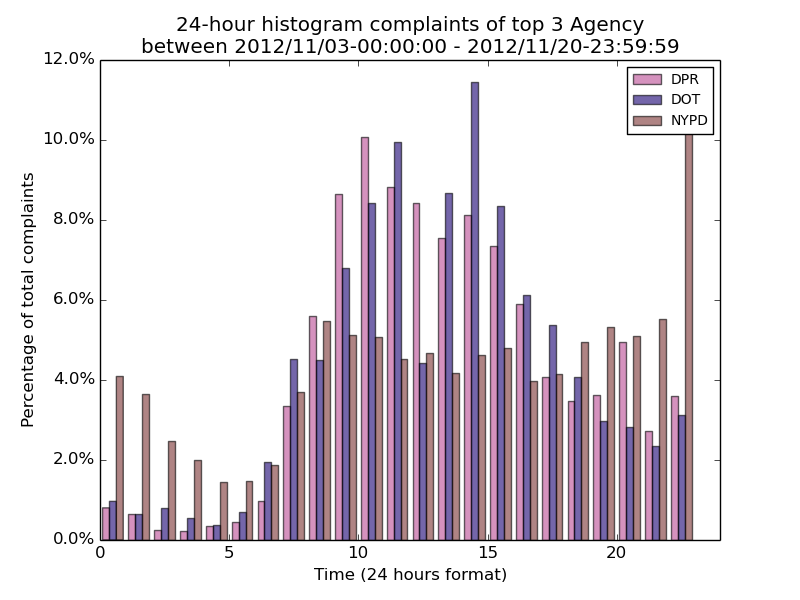 24-hour histogram complaints of top 3 Agency
between 2012/11/03-00:00:00 - 2012/11/20-23:59:59
12.0%
10.0%
8.0%
6.0%
4.0%
2.0%
0.0%
Percentage of total complaints
DPR
DOT
NYPD
0 5 10 15 20
Time (24 hours format)